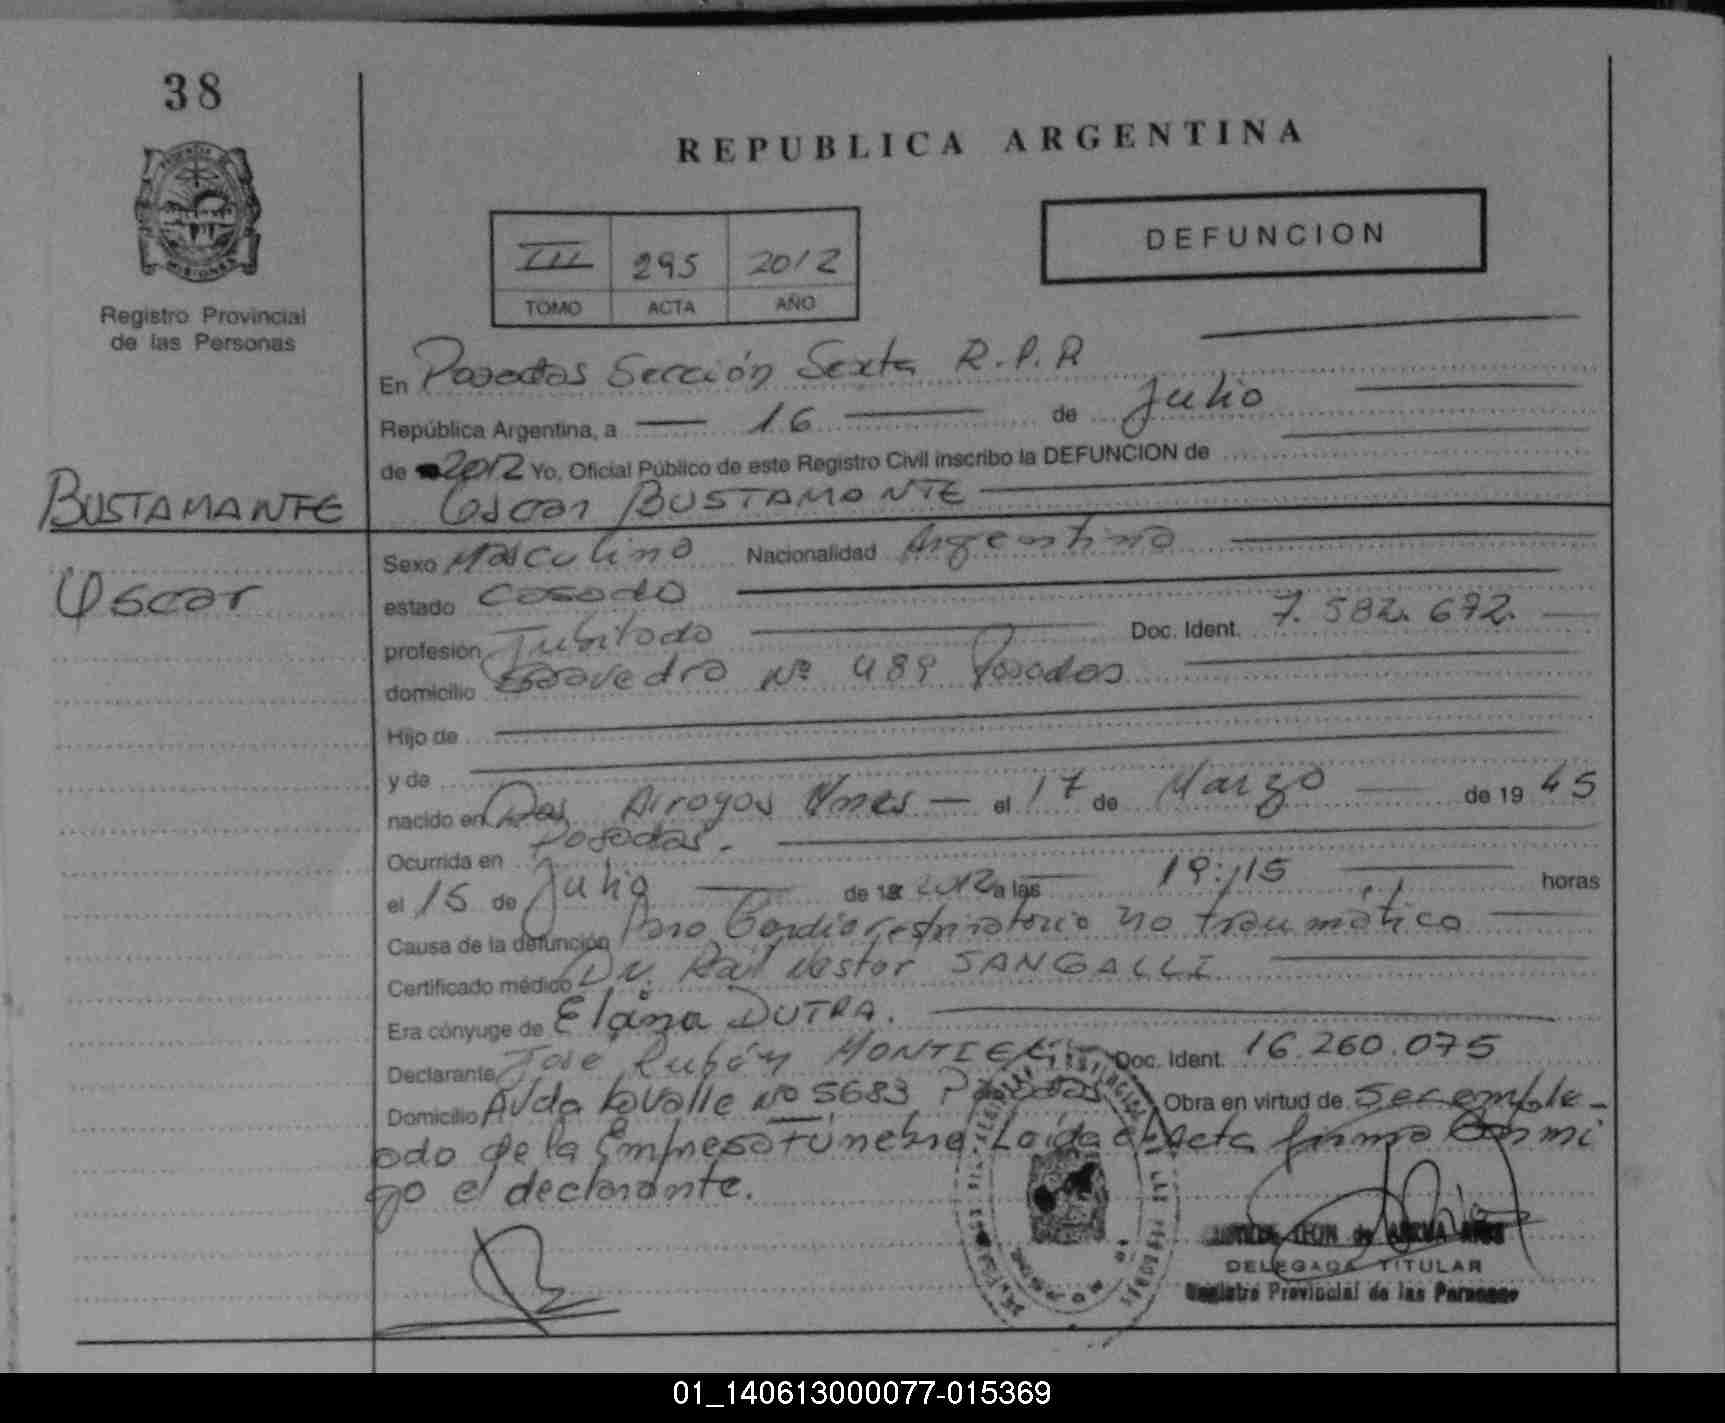 38
REPUBLICA ARGENTINA
DEFUNCION
III 295 2012
TOMO ACTA AÑO
MISIONES
Registro Provincial
de las Personas
En Posadas Sección Sexta R.P.P
República Argentina, a 16 de Julio
de 2012 Yo, Oficial Público de este Registro Civil inscribo la DEFUNCION de
BUSTAMANTE
Oscar BUSTAMONTE
Oscar
Sexo Masculino Nacionalidad Argentina
estado Casado
profesión Jubilado Doc. Ident. 7.582.672.
domicilio Saavedra Nº 489 Posadas
Hijo de
y de
nacido en Dos Arroyos Mnes el 17 de Marzo de 1945
Ocurrida en Posadas.
el 15 de Julio de 2012 a las 19:15 horas
Causa de la defunción Paro Cardiorespiratorio no traumático
Certificado médico Dr. Raúl Nestor SANGALLI
Era cónyuge de DUTRA.
Declarante José Rubén MONTIEL Doc. Ident. 16.260.075
Domicilio Avda Lavalle Nº 5683 Posadas Obra en virtud de Ser emple-
ado de la Empresa Fúnebre Leída el Acta firma Conmi
go el declarante.
DELEGADA TITULAR
Registro Provincial de las Personas
01_140613000077-015369